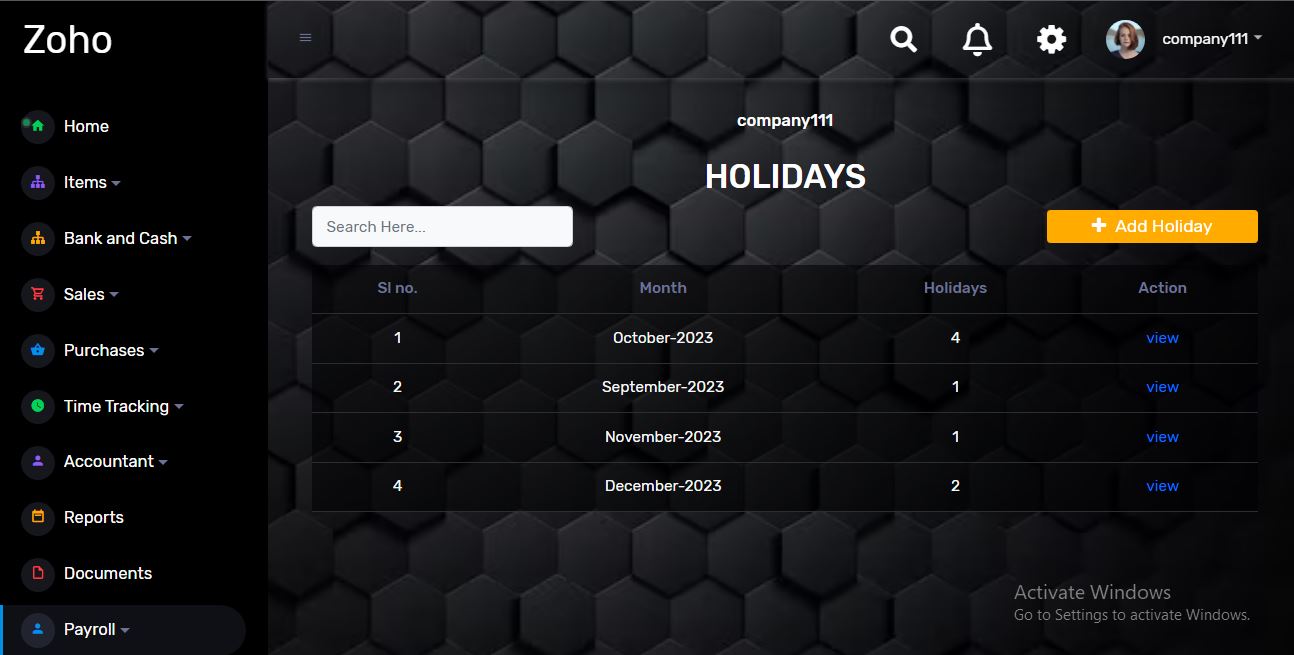 Zoho
company111
Home
Items
Bank and Cash
Sales
Purchases
Time Tracking
Accountant
Reports
Documents
Payroll
company111
HOLIDAYS
Search Here...
Add Holiday
Sl no. Month Holidays Action
1 October-2023 4 view
2 September-2023 1 view
3 November-2023 1 view
4 December-2023 2 view
Activate Windows
Go to Settings to activate Windows.